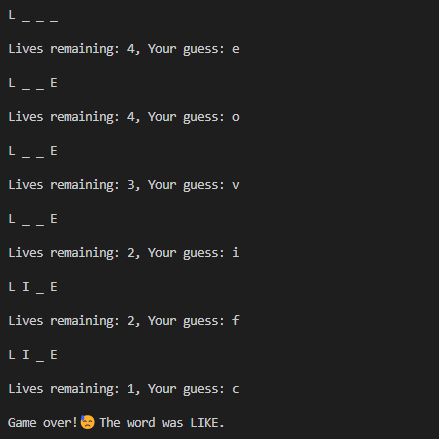 L _ _ _
Lives remaining: 4, Your guess: e
L _ _ E
Lives remaining: 4, Your guess: o
L _ _ E
Lives remaining: 3, Your guess: v
L _ _ E
Lives remaining: 2, Your guess: i
L I _ E
Lives remaining: 2, Your guess: f
L I _ E
Lives remaining: 1, Your guess: c
Game over!😓 The word was LIKE.